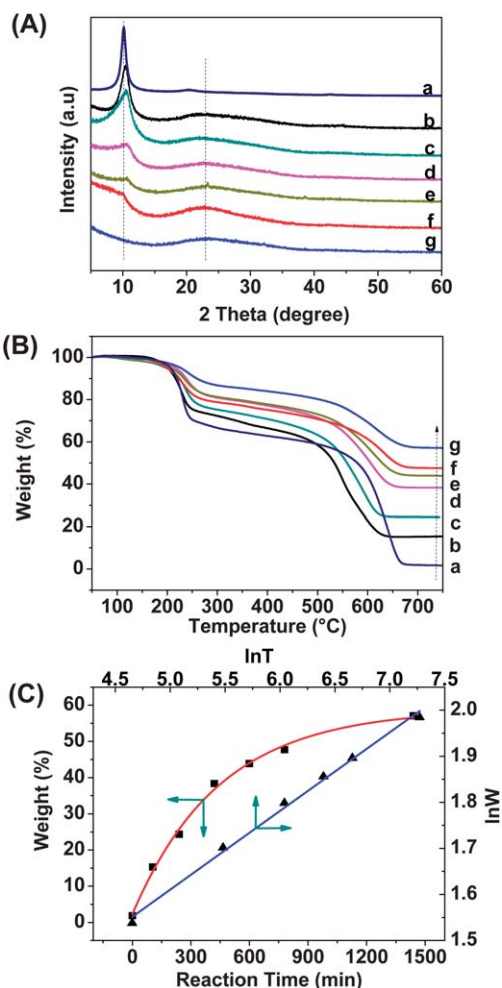 (A)
Intensity (a.u)
a
b
c
d
e
f
g
10 20 30 40 50 60
2 Theta (degree)
(B)
Weight (%)
100
80
60
40
20
0
g
f
e
d
c
b
a
100 200 300 400 500 600 700
Temperature (°C)
lnT
(C)
4.5 5.0 5.5 6.0 6.5 7.0 7.5
Weight (%)
60
50
40
30
20
10
0
2.0
1.9
1.8
1.7
1.6
1.5
lnW
0 300 600 900 1200 1500
Reaction Time (min)